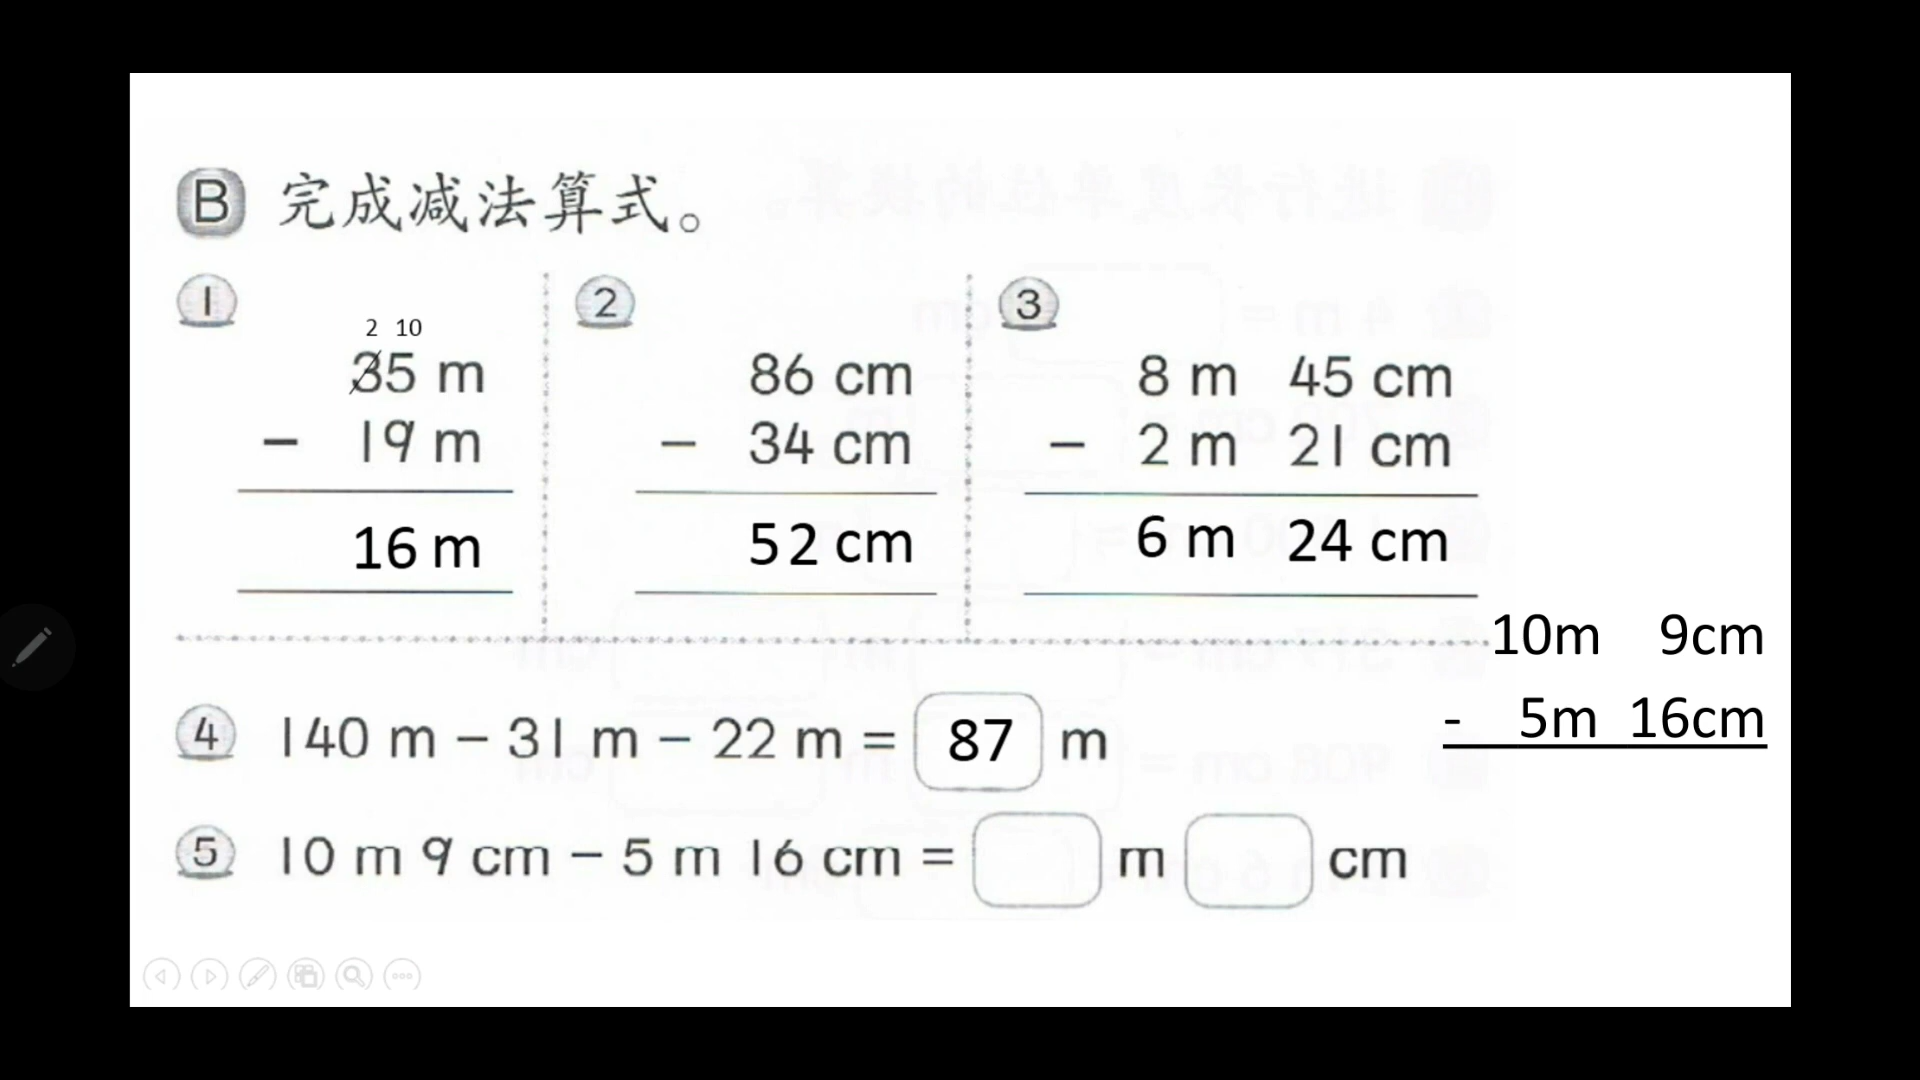 B 完成减法算式。
1
2 10
35 m
− 19 m
16 m
2
86 cm
− 34 cm
52 cm
3
8 m 45 cm
− 2 m 21 cm
6 m 24 cm
10m 9cm
- 5m 16cm
4 140 m − 31 m − 22 m = 87 m
5 10 m 9 cm − 5 m 16 cm = m cm